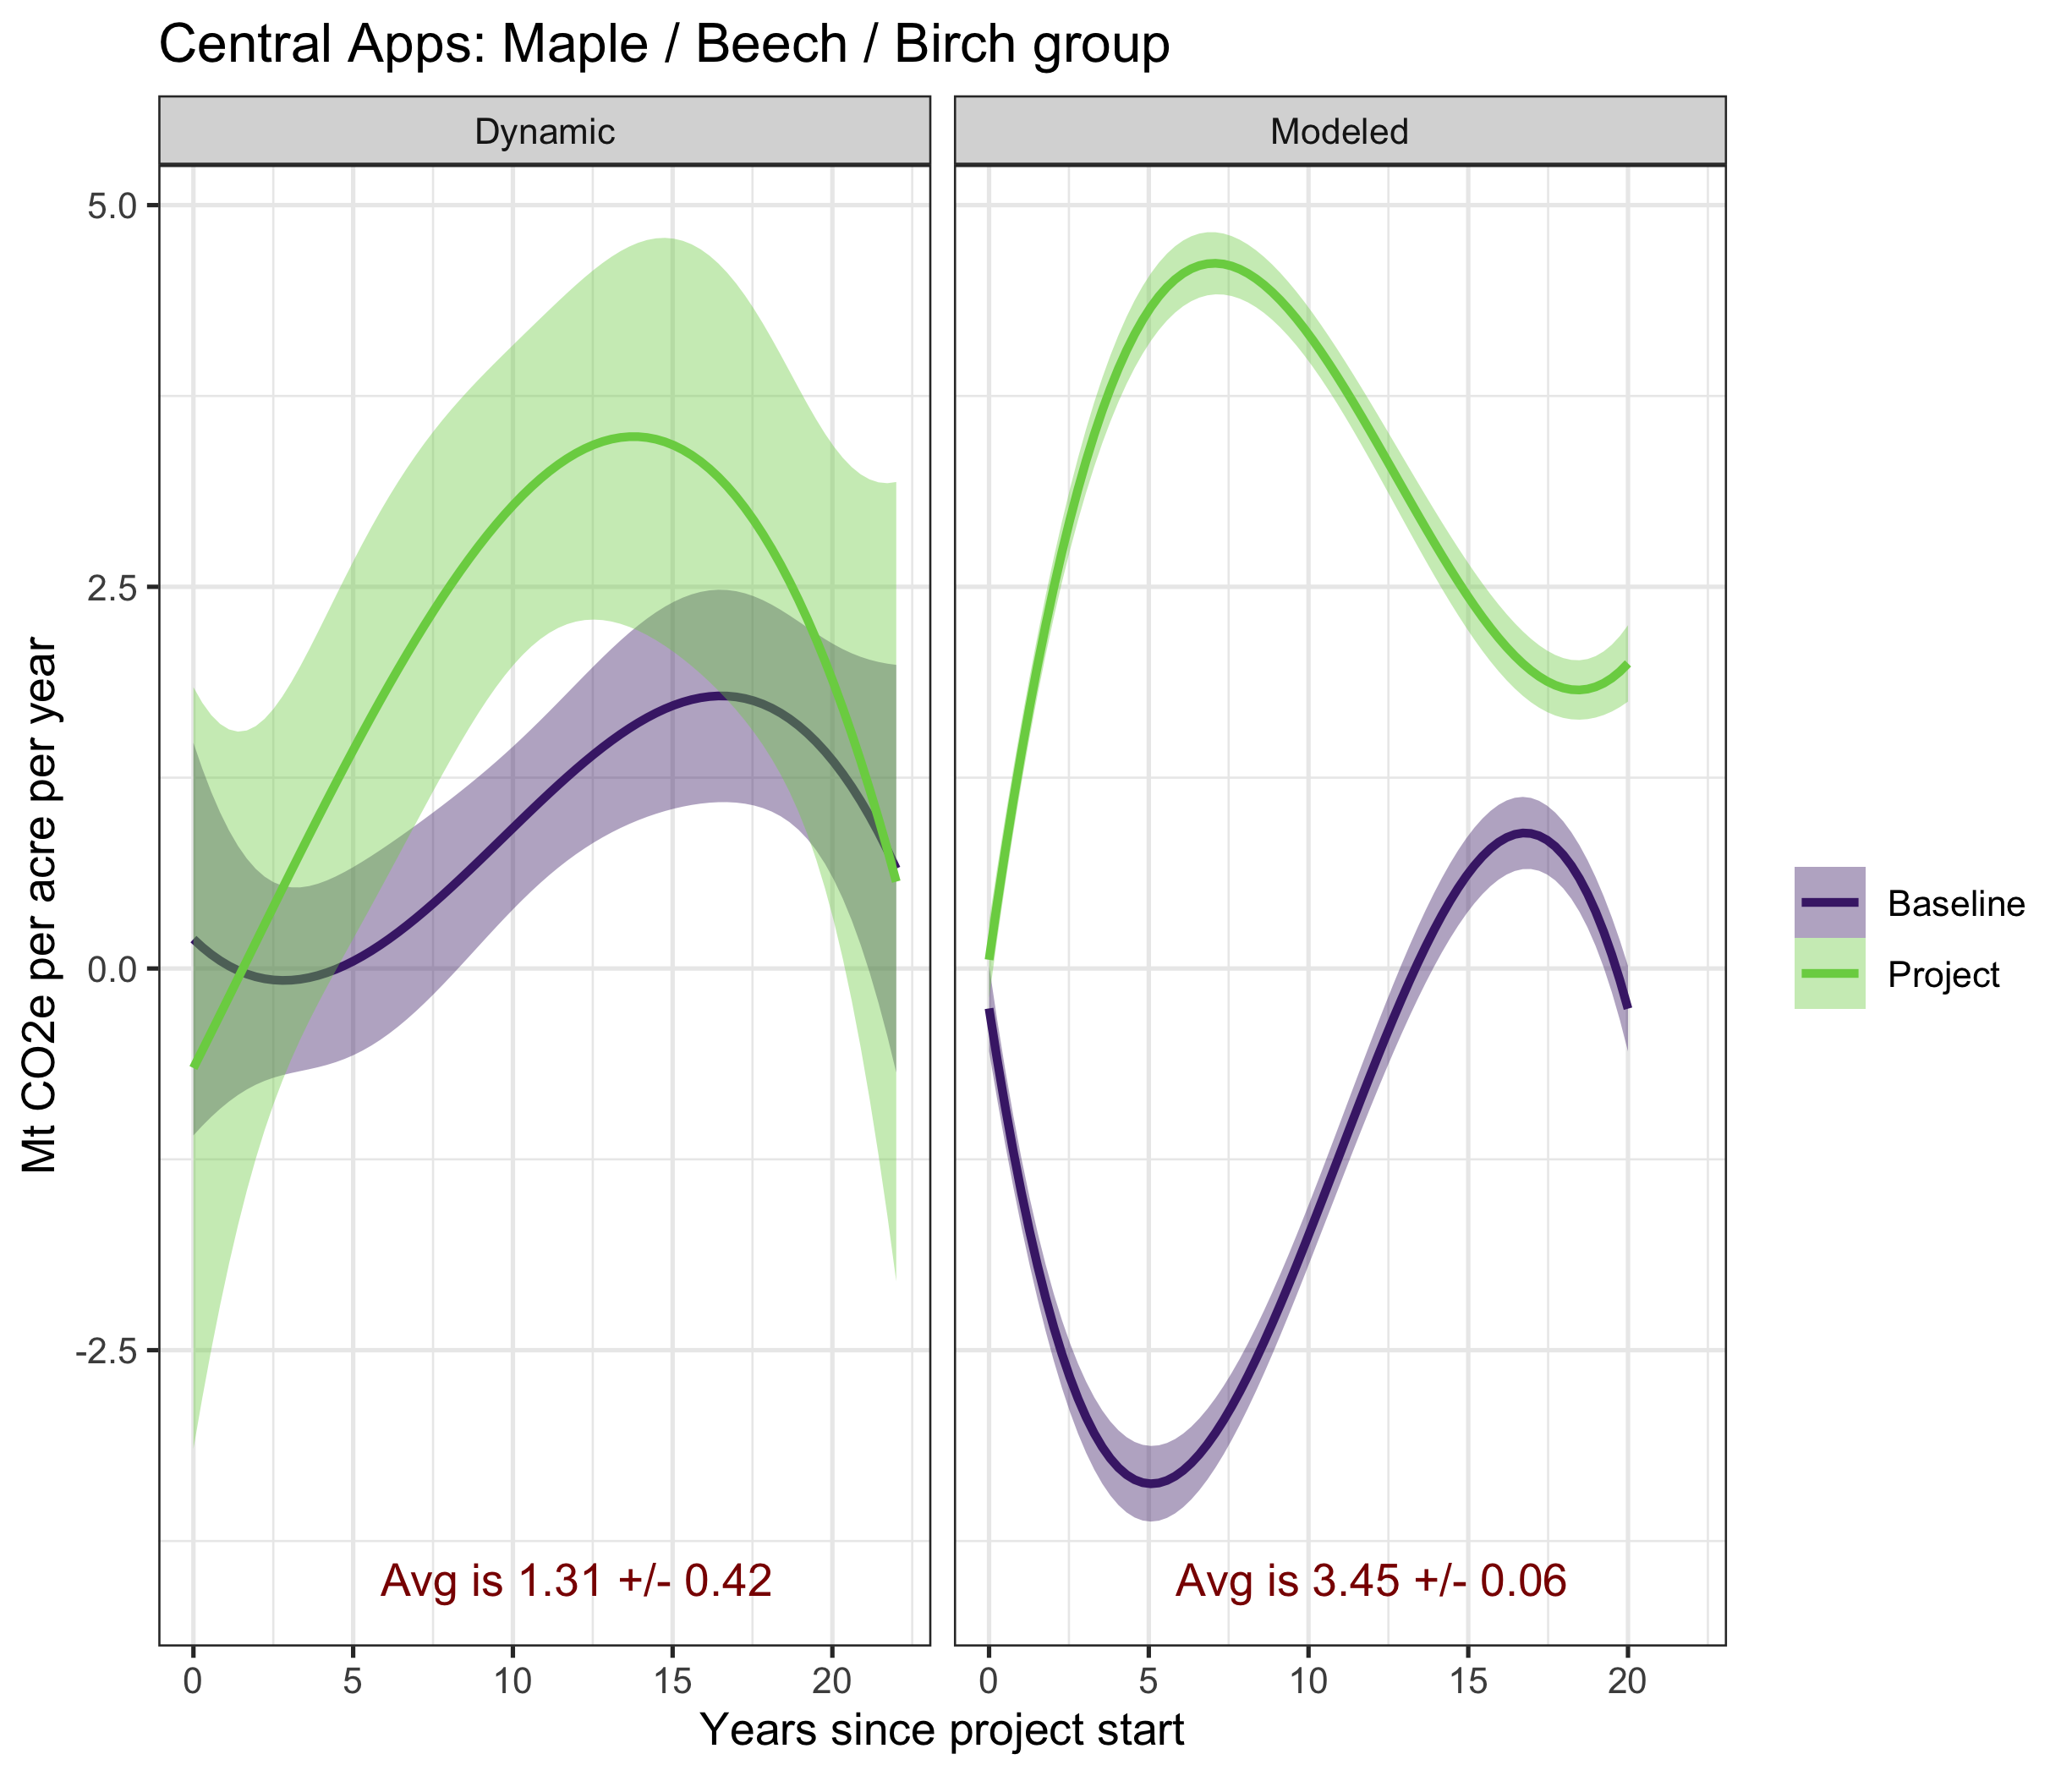 Central Apps: Maple / Beech / Birch group
Dynamic
Modeled
5.0
2.5
0.0
-2.5
Mt CO2e per acre per year
Avg is 1.31 +/- 0.42
Avg is 3.45 +/- 0.06
0 5 10 15 20
0 5 10 15 20
Years since project start
Baseline
Project